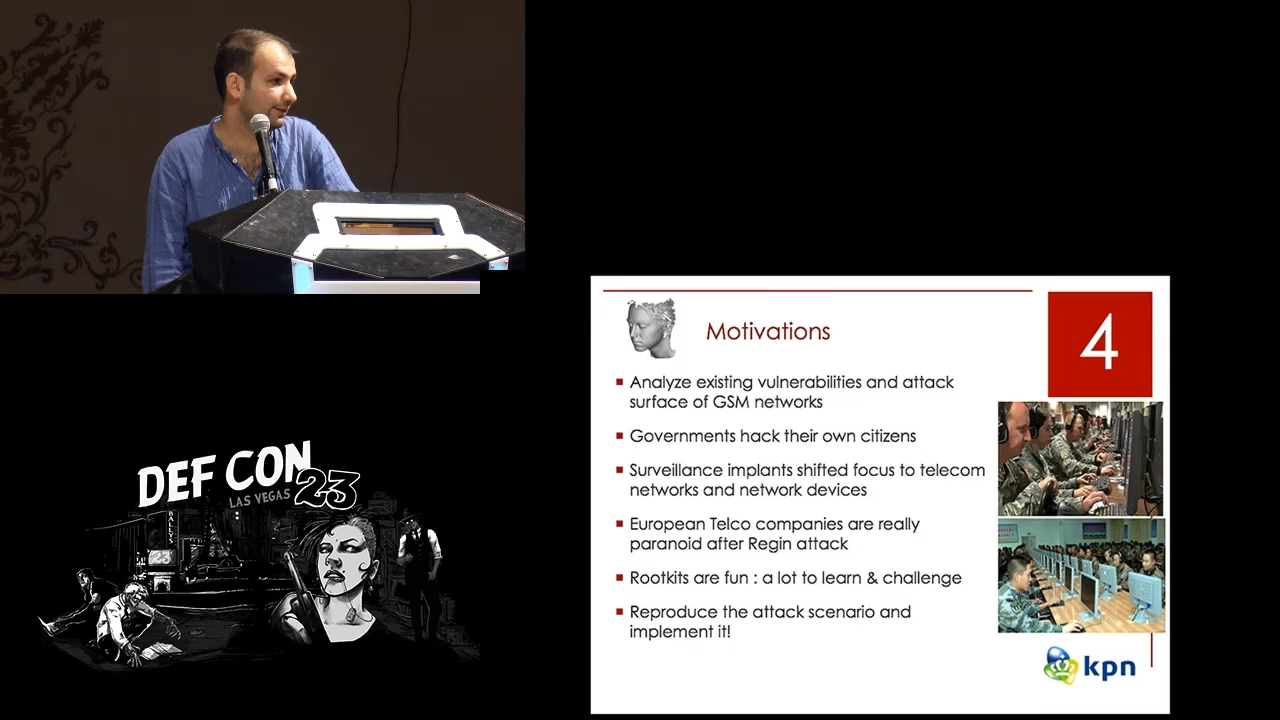 Motivations
4
Analyze existing vulnerabilities and attack
surface of GSM networks
Governments hack their own citizens
Surveillance implants shifted focus to telecom
networks and network devices
European Telco companies are really
paranoid after Regin attack
Rootkits are fun : a lot to learn & challenge
Reproduce the attack scenario and
implement it!
kpn
DEF CON
LAS VEGAS 23
BALLYS